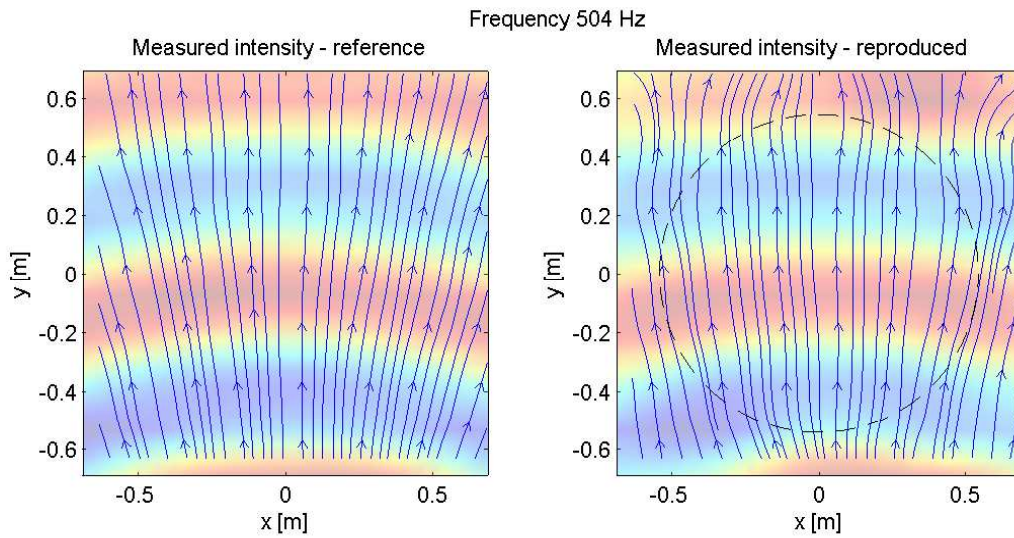 Frequency 504 Hz
Measured intensity - reference
Measured intensity - reproduced
0.6
0.4
0.2
0
-0.2
-0.4
-0.6
y [m]
-0.5
0
0.5
x [m]
0.6
0.4
0.2
0
-0.2
-0.4
-0.6
y [m]
-0.5
0
0.5
x [m]